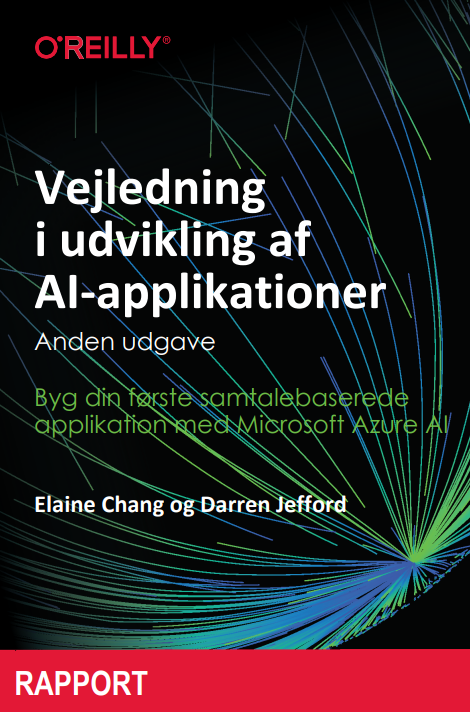 O'REILLY®
Vejledning
i udvikling af
AI-applikationer
Anden udgave
Byg din første samtalebaserede
applikation med Microsoft Azure AI
Elaine Chang og Darren Jefford
RAPPORT